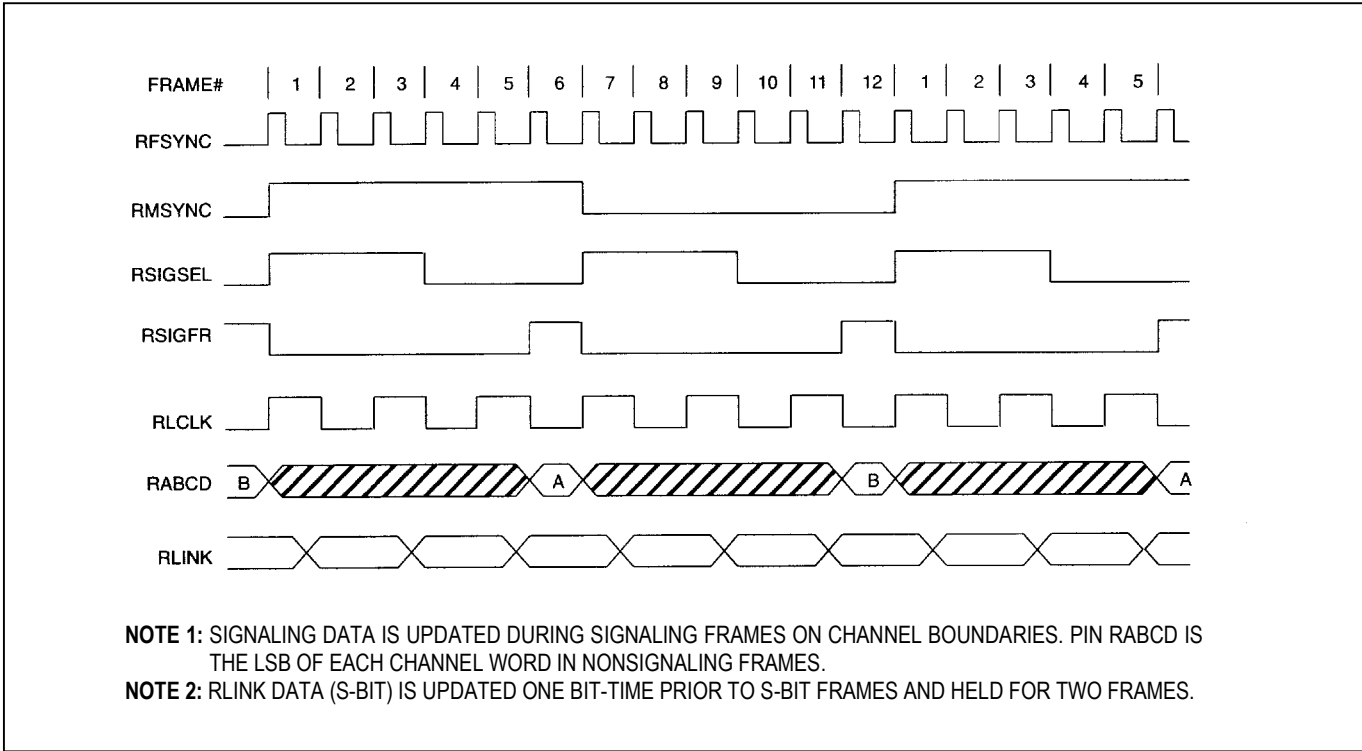 FRAME# 1 2 3 4 5 6 7 8 9 10 11 12 1 2 3 4 5
RFSYNC
RMSYNC
RSIGSEL
RSIGFR
RLCLK
RABCD B A B A
RLINK
NOTE 1: SIGNALING DATA IS UPDATED DURING SIGNALING FRAMES ON CHANNEL BOUNDARIES. PIN RABCD IS
THE LSB OF EACH CHANNEL WORD IN NONSIGNALING FRAMES.
NOTE 2: RLINK DATA (S-BIT) IS UPDATED ONE BIT-TIME PRIOR TO S-BIT FRAMES AND HELD FOR TWO FRAMES.